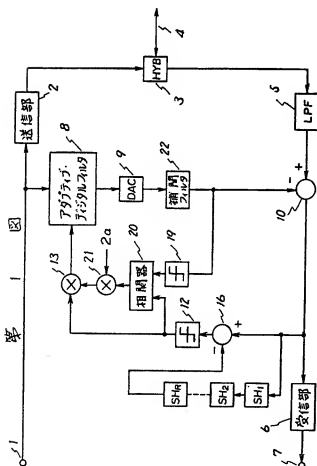 第 1 図
1
送信部
2
アダプティブ・
ディジタルフィルタ
8
HYB
3
4
DAC
9
補間
フィルタ
22
LPF
5
13
21
2a
相関器
20
19
12
16
+
−
10
+
−
SHR
SH2
SH1
受信部
6
7